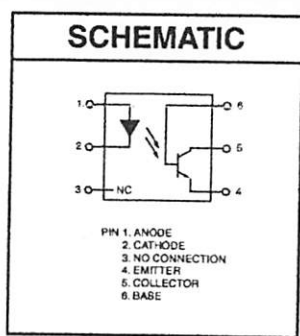 SCHEMATIC
1
6
2
5
3
NC
4
PIN 1. ANODE
2. CATHODE
3. NO CONNECTION
4. EMITTER
5. COLLECTOR
6. BASE